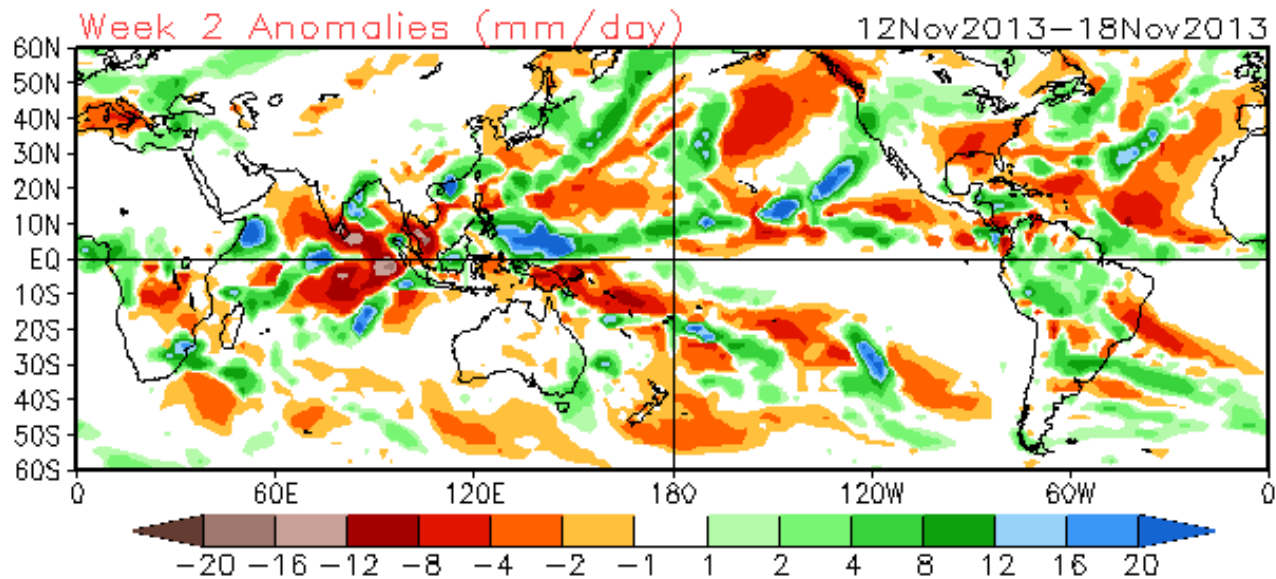 Week 2 Anomalies (mm/day) 12Nov2013-18Nov2013
60N
50N
40N
30N
20N
10N
EQ
10S
20S
30S
40S
50S
60S
0 60E 120E 180 120W 60W 0
-20 -16 -12 -8 -4 -2 -1 1 2 4 8 12 16 20